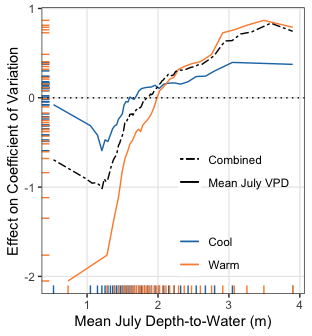 Effect on Coefficient of Variation
1
0
-1
-2
Combined
Mean July VPD
Cool
Warm
1
2
3
4
Mean July Depth-to-Water (m)